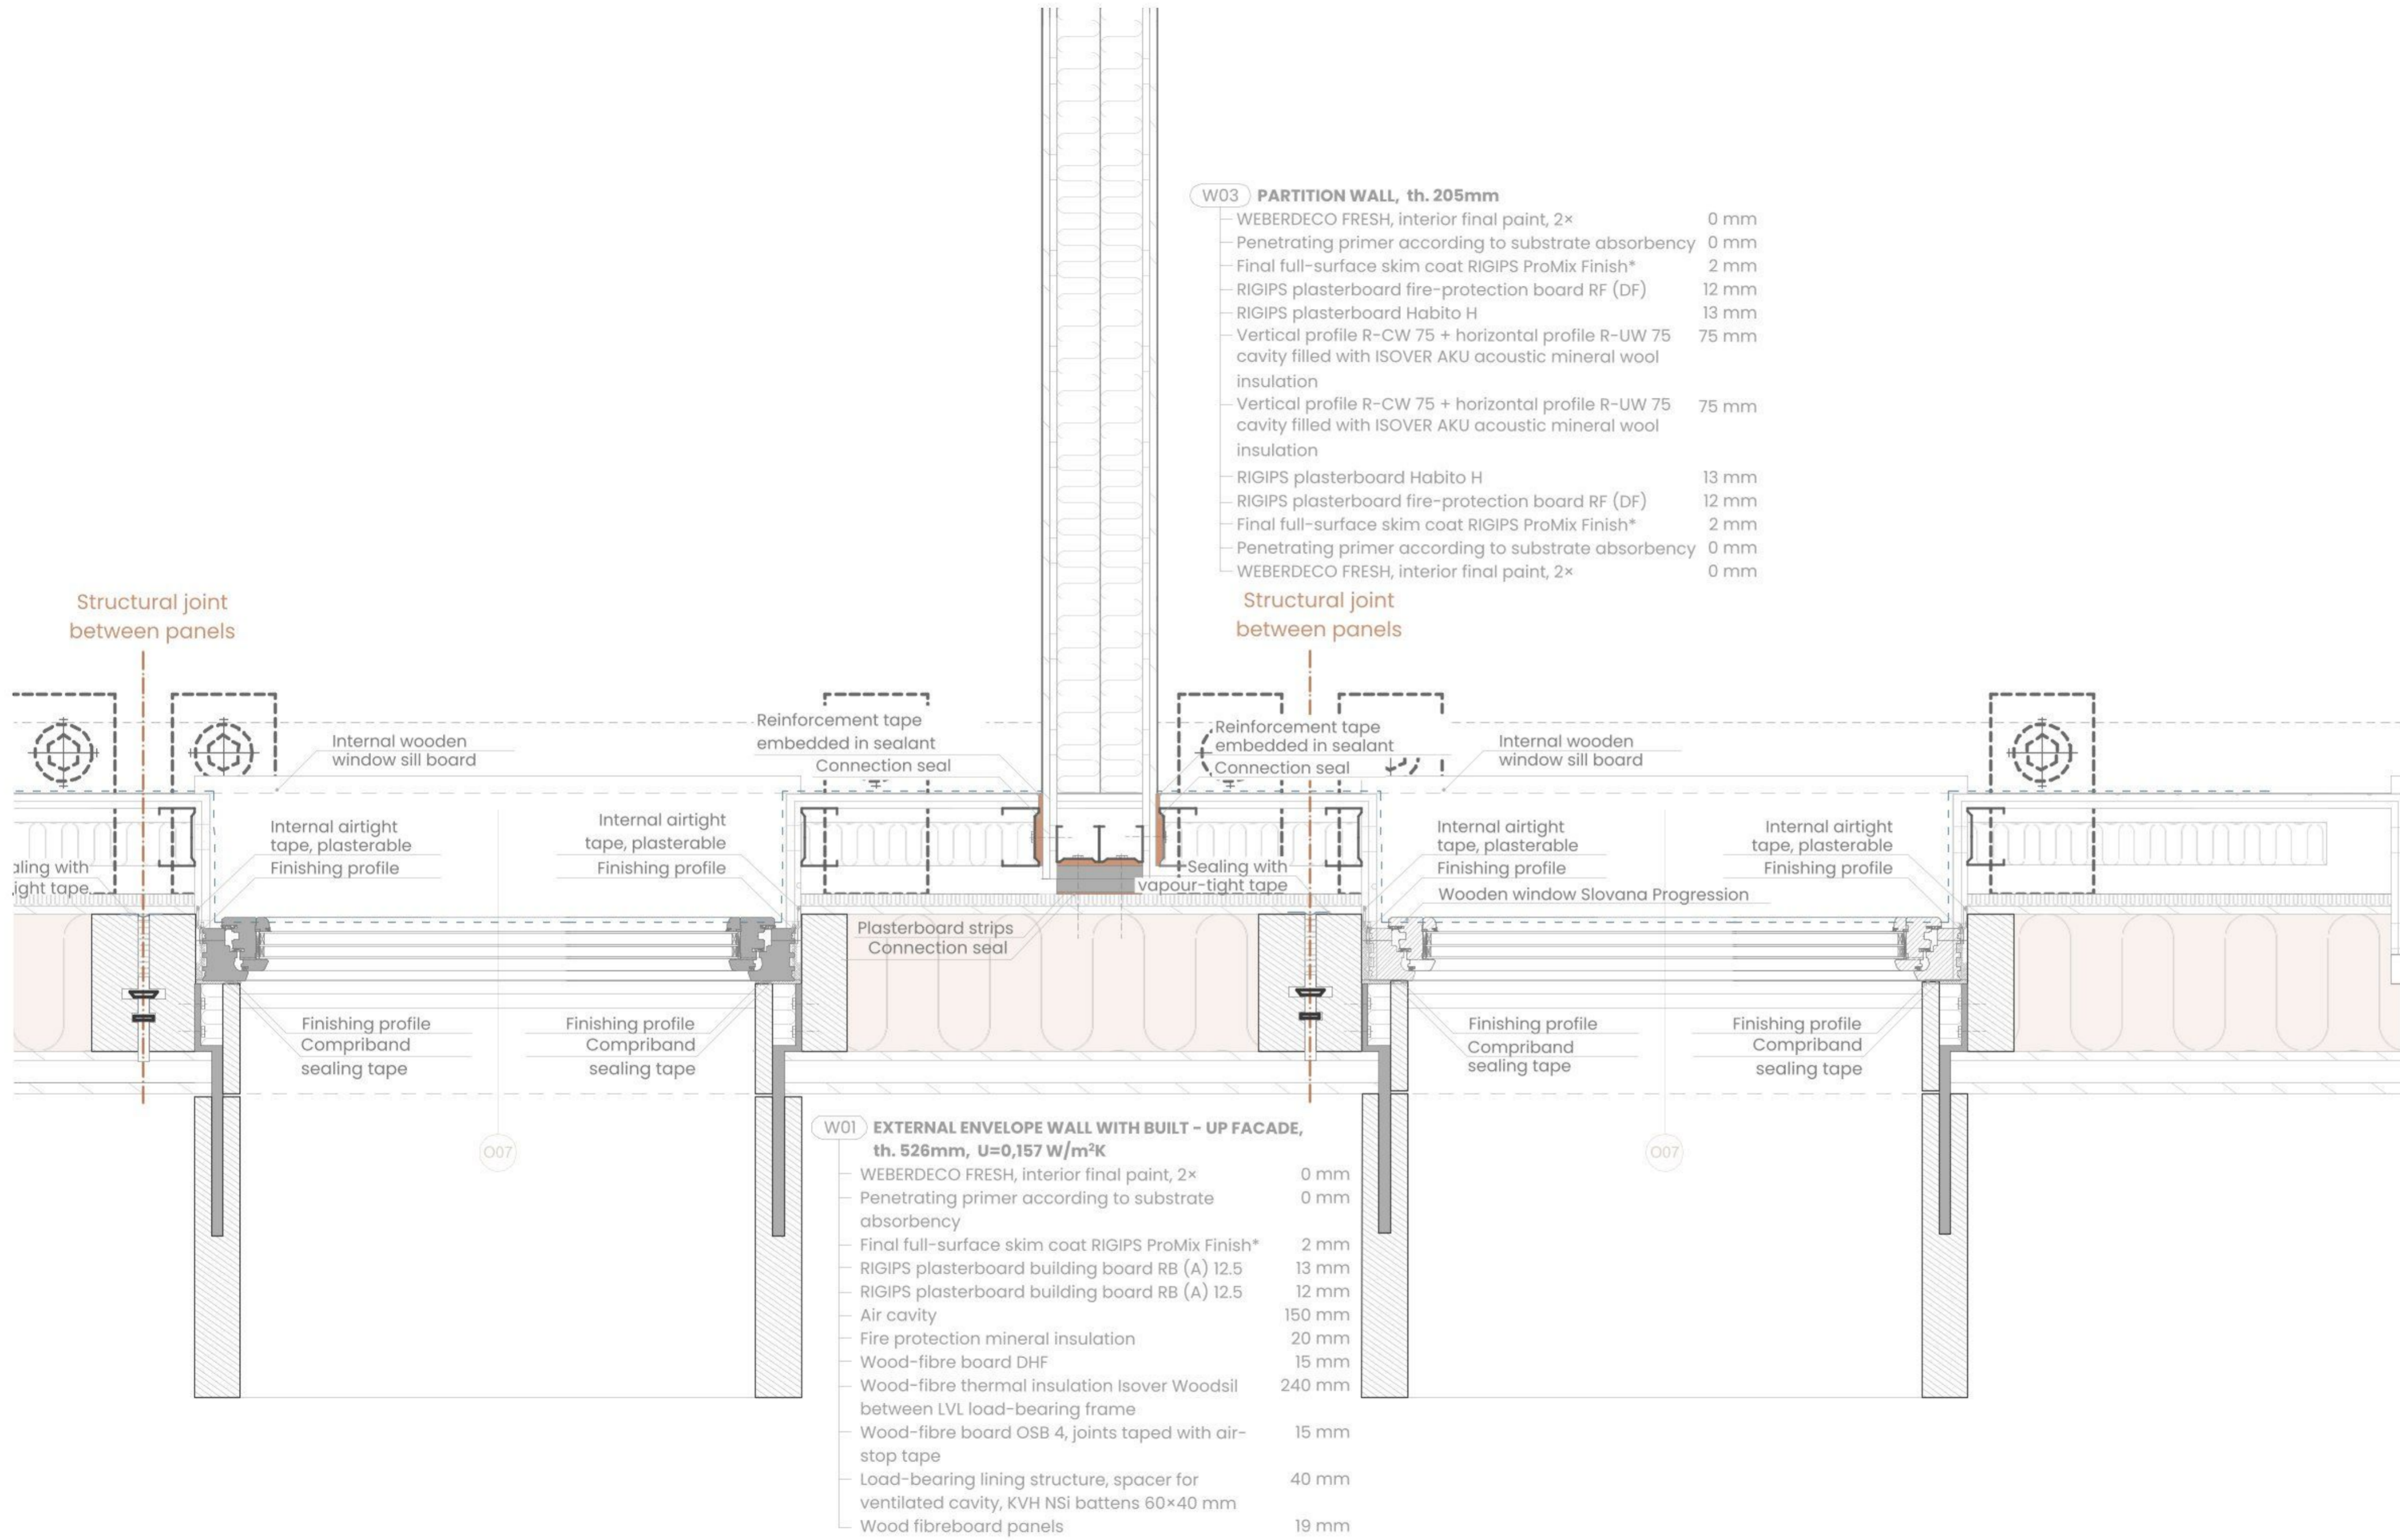 W03 PARTITION WALL, th. 205mm
WEBERDECO FRESH, interior final paint, 2× 0 mm
Penetrating primer according to substrate absorbency 0 mm
Final full-surface skim coat RIGIPS ProMix Finish* 2 mm
RIGIPS plasterboard fire-protection board RF (DF) 12 mm
RIGIPS plasterboard Habito H 13 mm
Vertical profile R-CW 75 + horizontal profile R-UW 75 75 mm
cavity filled with ISOVER AKU acoustic mineral wool
insulation
Vertical profile R-CW 75 + horizontal profile R-UW 75 75 mm
cavity filled with ISOVER AKU acoustic mineral wool
insulation
RIGIPS plasterboard Habito H 13 mm
RIGIPS plasterboard fire-protection board RF (DF) 12 mm
Final full-surface skim coat RIGIPS ProMix Finish* 2 mm
Penetrating primer according to substrate absorbency 0 mm
WEBERDECO FRESH, interior final paint, 2× 0 mm
Structural joint
between panels
Structural joint
between panels
Internal wooden
window sill board
Reinforcement tape
embedded in sealant
Connection seal
Reinforcement tape
embedded in sealant
Connection seal
Internal wooden
window sill board
aling with
ight tape
Internal airtight
tape, plasterable
Finishing profile
Internal airtight
tape, plasterable
Finishing profile
Sealing with
vapour-tight tape
Internal airtight
tape, plasterable
Finishing profile
Wooden window Slovana Progression
Internal airtight
tape, plasterable
Finishing profile
Plasterboard strips
Connection seal
Finishing profile
Compriband
sealing tape
Finishing profile
Compriband
sealing tape
Finishing profile
Compriband
sealing tape
Finishing profile
Compriband
sealing tape
O07
O07
W01 EXTERNAL ENVELOPE WALL WITH BUILT - UP FACADE,
th. 526mm, U=0,157 W/m²K
WEBERDECO FRESH, interior final paint, 2× 0 mm
Penetrating primer according to substrate 0 mm
absorbency
Final full-surface skim coat RIGIPS ProMix Finish* 2 mm
RIGIPS plasterboard building board RB (A) 12.5 13 mm
RIGIPS plasterboard building board RB (A) 12.5 12 mm
Air cavity 150 mm
Fire protection mineral insulation 20 mm
Wood-fibre board DHF 15 mm
Wood-fibre thermal insulation Isover Woodsil 240 mm
between LVL load-bearing frame
Wood-fibre board OSB 4, joints taped with air- 15 mm
stop tape
Load-bearing lining structure, spacer for 40 mm
ventilated cavity, KVH NSi battens 60×40 mm
Wood fibreboard panels 19 mm